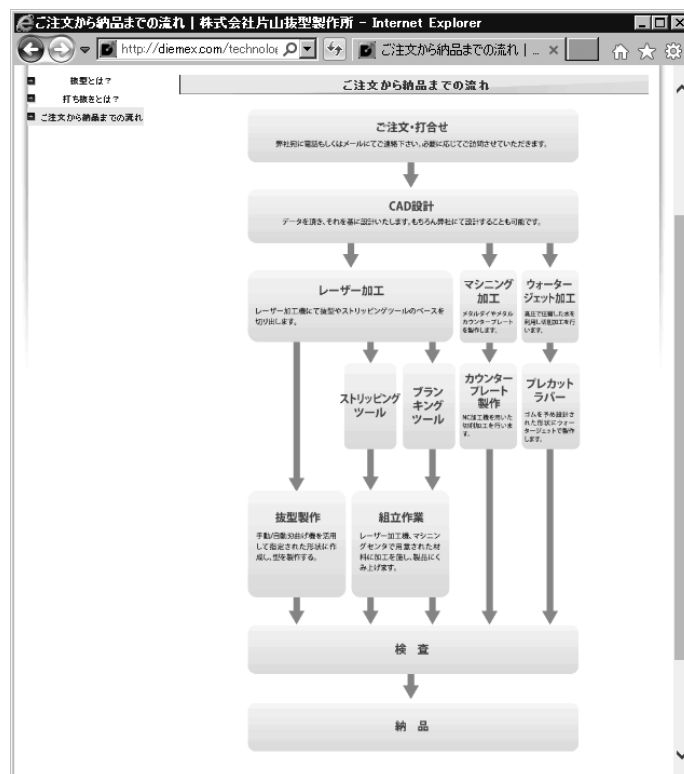 ご注文から納品までの流れ | 株式会社片山抜型製作所 - Internet Explorer
http://diemex.com/technolo
ご注文から納品までの流れ | ...
抜型とは？
打ち抜きとは？
ご注文から納品までの流れ
ご注文から納品までの流れ
ご注文・打合せ
弊社宛に電話もしくはメールにてご連絡下さい。必要に応じてご訪問させていただきます。
CAD設計
データを頂き、それを基に設計いたします。もちろん弊社にて設計することも可能です。
レーザー加工
レーザー加工機にて抜型やストリッピングツールのベースを
切り出します。
マシニング
加工
メタルダイやメタル
カウンタープレート
を製作します。
ウォーター
ジェット加工
高圧で圧縮した水を
利用し切削加工を行
います。
ストリッピング
ツール
ブラン
キング
ツール
カウンター
プレート
製作
NC加工機を用いた
切削加工を行いま
す。
プレカット
ラバー
ゴムを予め設計さ
れた形状にウォー
タージェットで製作
します。
抜型製作
手動/自動刃曲げ機を活用
して指定された形状に作
成し、型を製作する。
組立作業
レーザー加工機、マシニン
グセンタで用意された材
料に加工を施し、製品にく
み上げます。
検 査
納 品